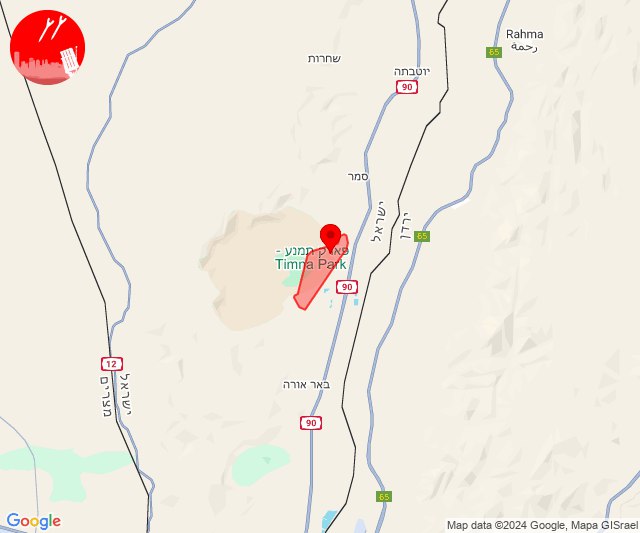 Rahma
رحمة
65
שחרות
יוטבתה
90
סמר
ישראל
ירדן
65
פארק תמנע -
Timna Park
90
12
ישראל
מצרים
באר אורה
90
65
Google
Map data ©2024 Google, Mapa GISrael